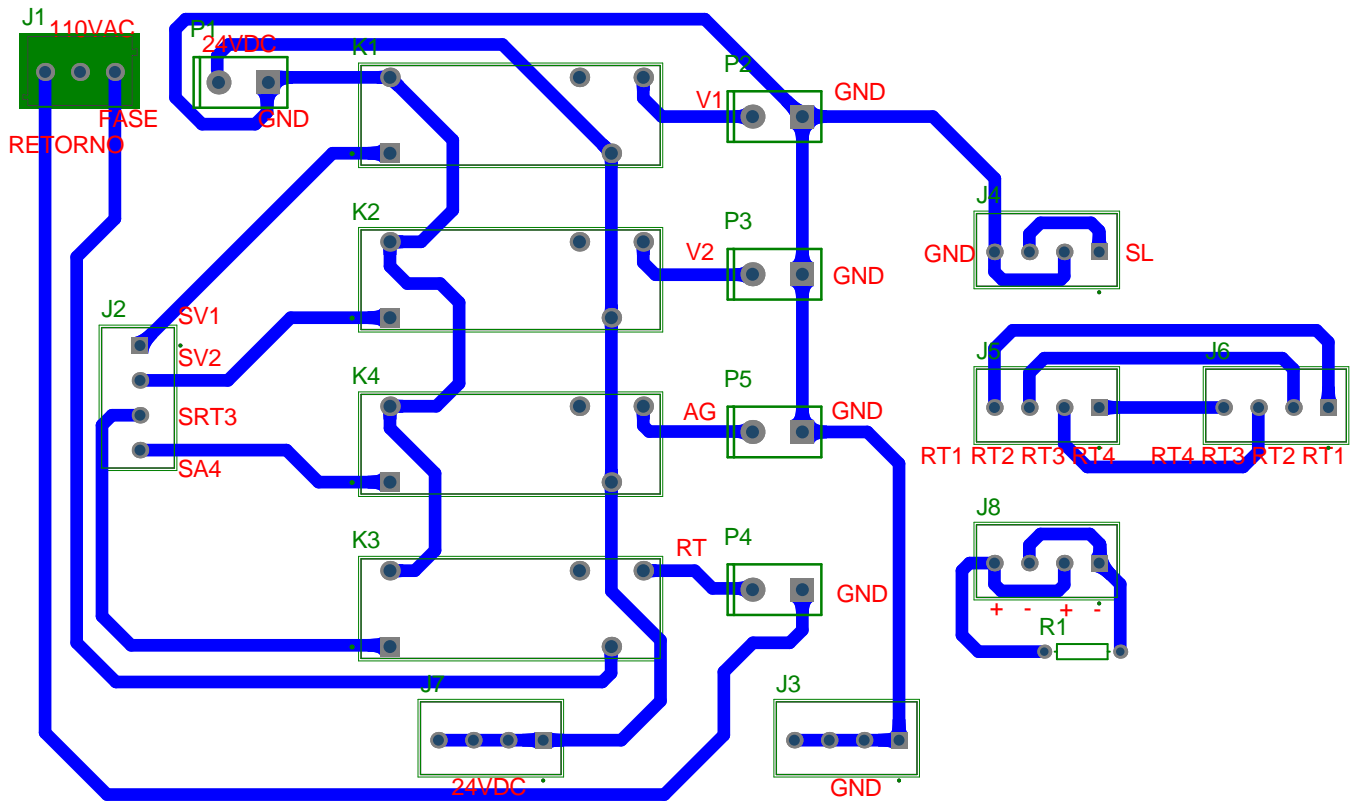 J1
110VAC
P1
24VDC
K1
P2
V1
GND
FASE
GND
RETORNO
J4
K2
P3
V2
GND
GND
SL
J2
SV1
SV2
K4
P5
J5
J6
SRT3
AG
GND
SA4
RT1 RT2 RT3 RT4
RT4 RT3 RT2 RT1
J8
K3
RT
P4
GND
+ - + -
R1
J7
J3
24VDC
GND